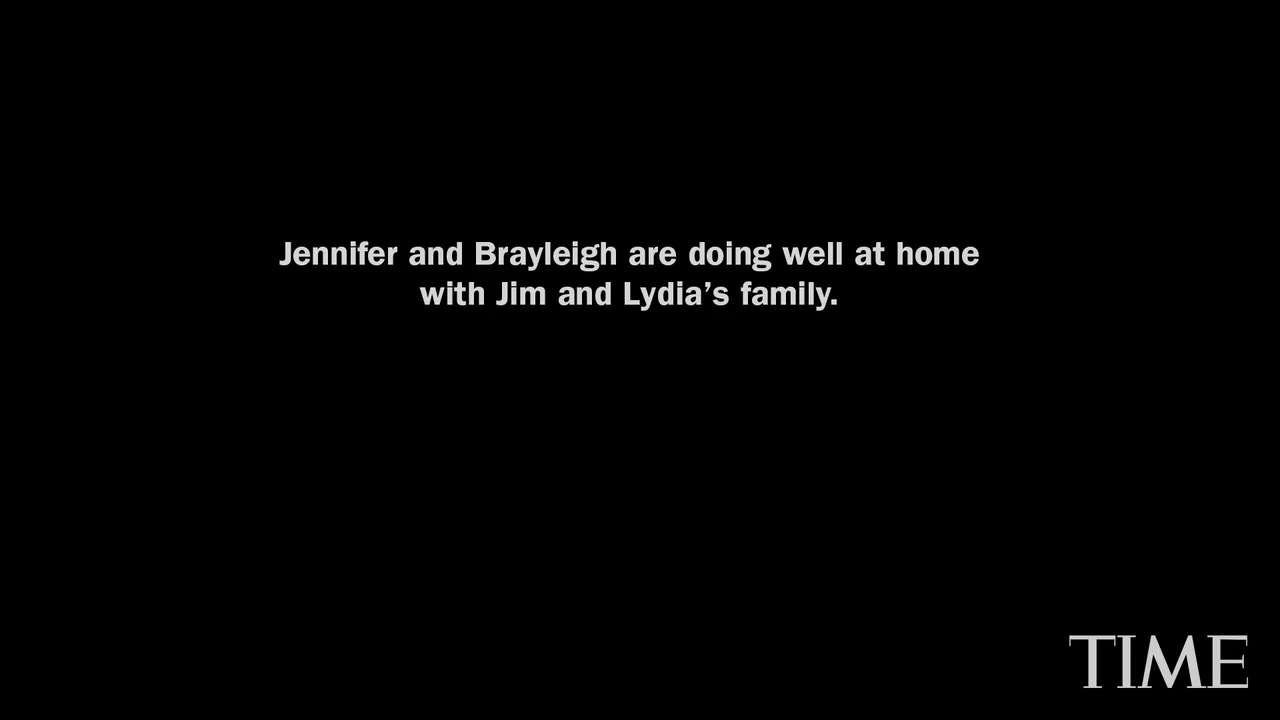 Jennifer and Brayleigh are doing well at home
with Jim and Lydia’s family.
TIME